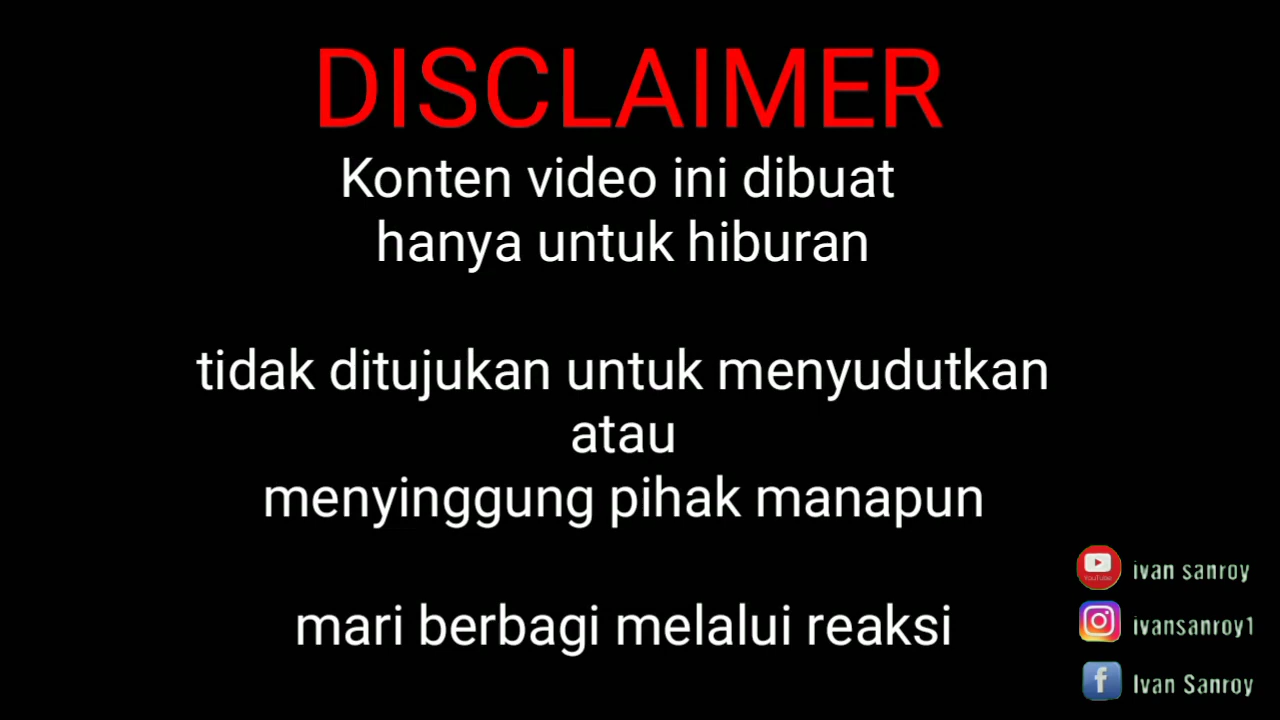 DISCLAIMER
Konten video ini dibuat
hanya untuk hiburan
tidak ditujukan untuk menyudutkan
atau
menyinggung pihak manapun
mari berbagi melalui reaksi
YouTube
ivan sanroy
ivansanroy1
Ivan Sanroy